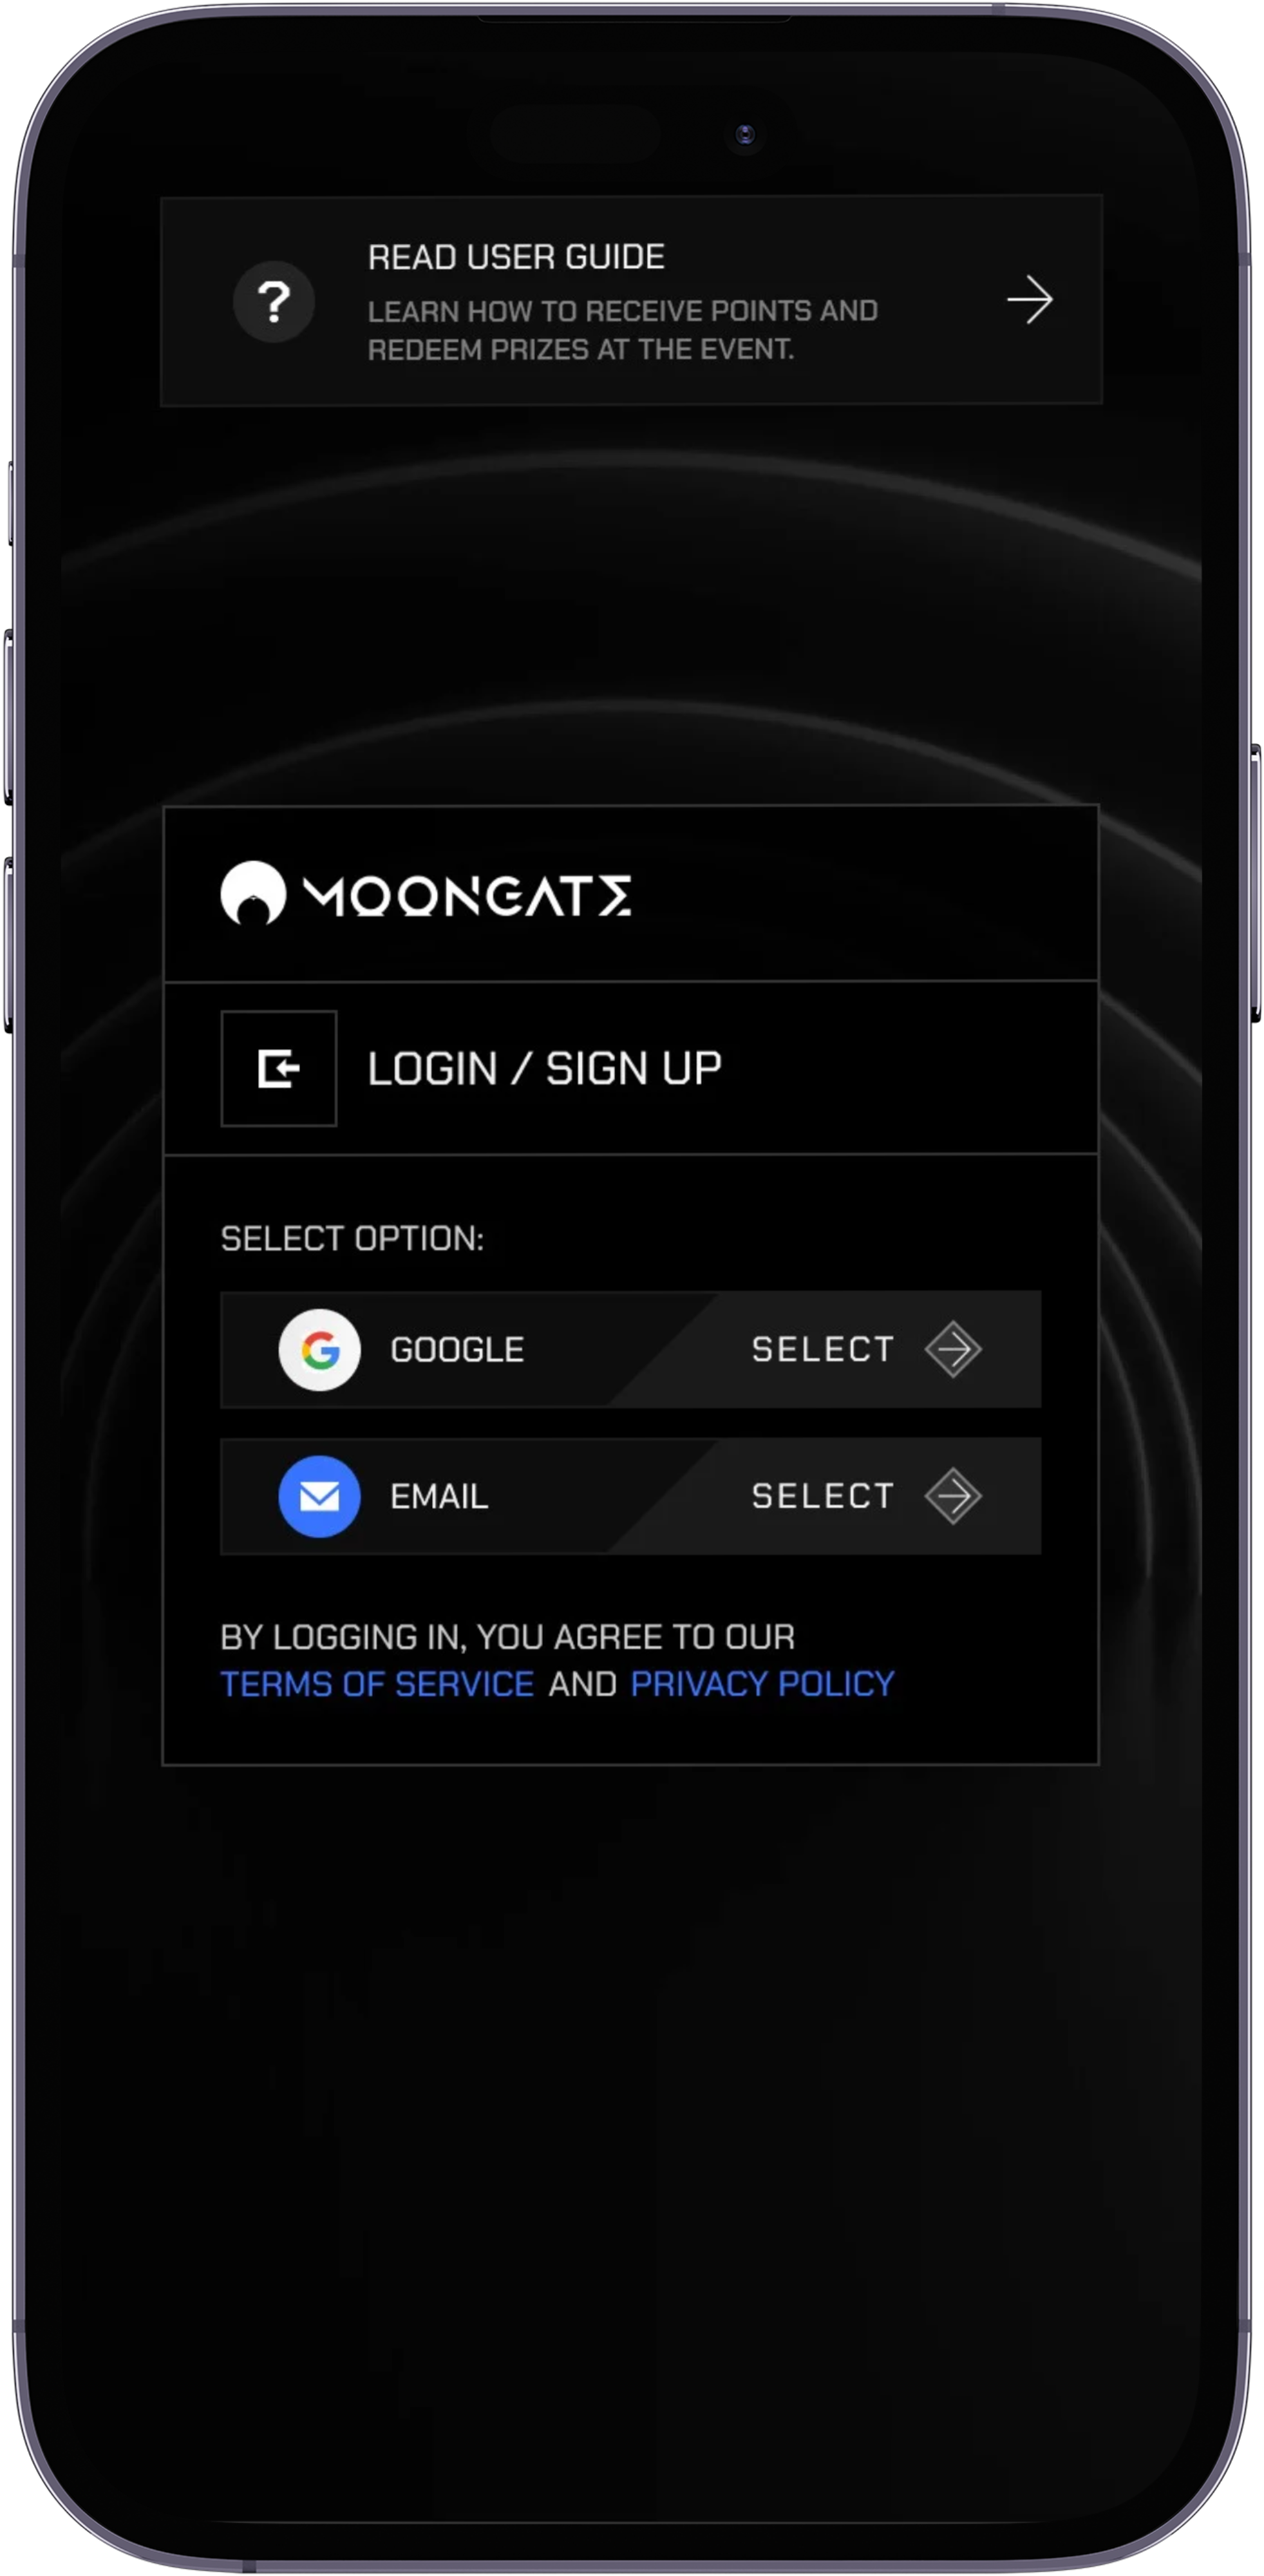 ?
READ USER GUIDE
LEARN HOW TO RECEIVE POINTS AND
REDEEM PRIZES AT THE EVENT.
MOONGATE
LOGIN / SIGN UP
SELECT OPTION:
G GOOGLE SELECT
EMAIL SELECT
BY LOGGING IN, YOU AGREE TO OUR
TERMS OF SERVICE AND PRIVACY POLICY